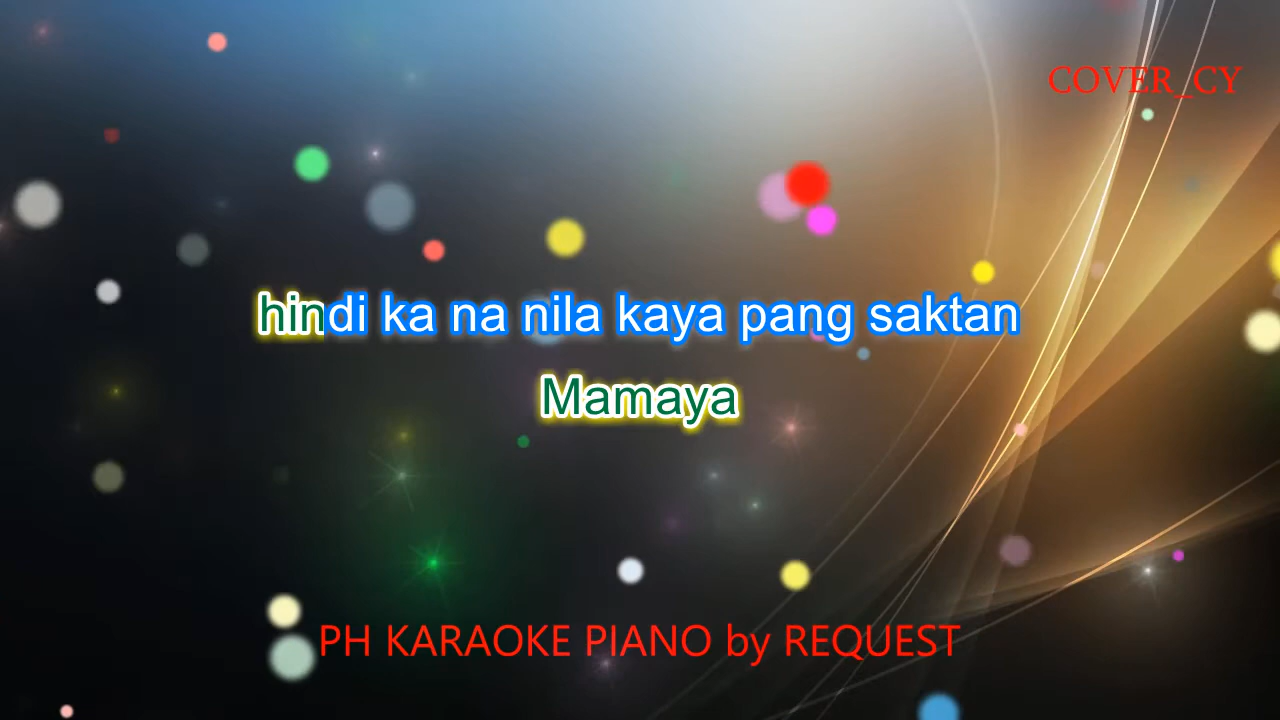 COVER_CY
hindi ka na nila kaya pang saktan
Mamaya
PH KARAOKE PIANO by REQUEST